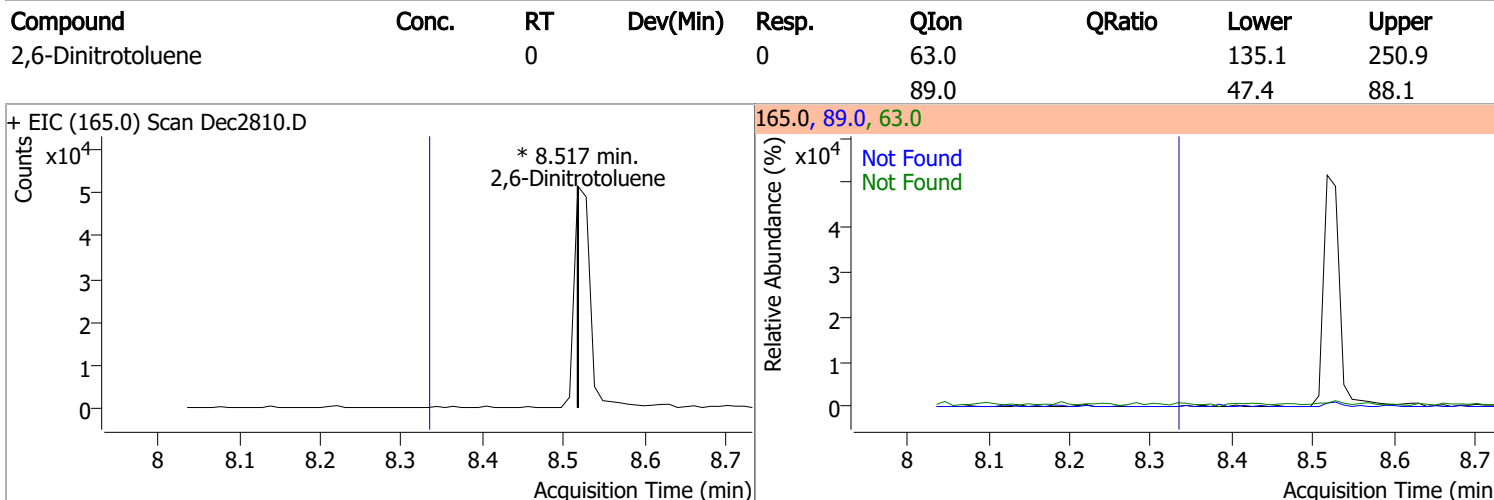 Compound Conc. RT Dev(Min) Resp. QIon QRatio Lower Upper
2,6-Dinitrotoluene 0 0 63.0 135.1 250.9
89.0 47.4 88.1
+ EIC (165.0) Scan Dec2810.D
Counts
x10⁴
5
4
3
2
1
0
* 8.517 min.
2,6-Dinitrotoluene
8 8.1 8.2 8.3 8.4 8.5 8.6 8.7
Acquisition Time (min)
165.0, 89.0, 63.0
Relative Abundance (%)
x10⁴
4
3
2
1
0
Not Found
Not Found
8 8.1 8.2 8.3 8.4 8.5 8.6 8.7
Acquisition Time (min